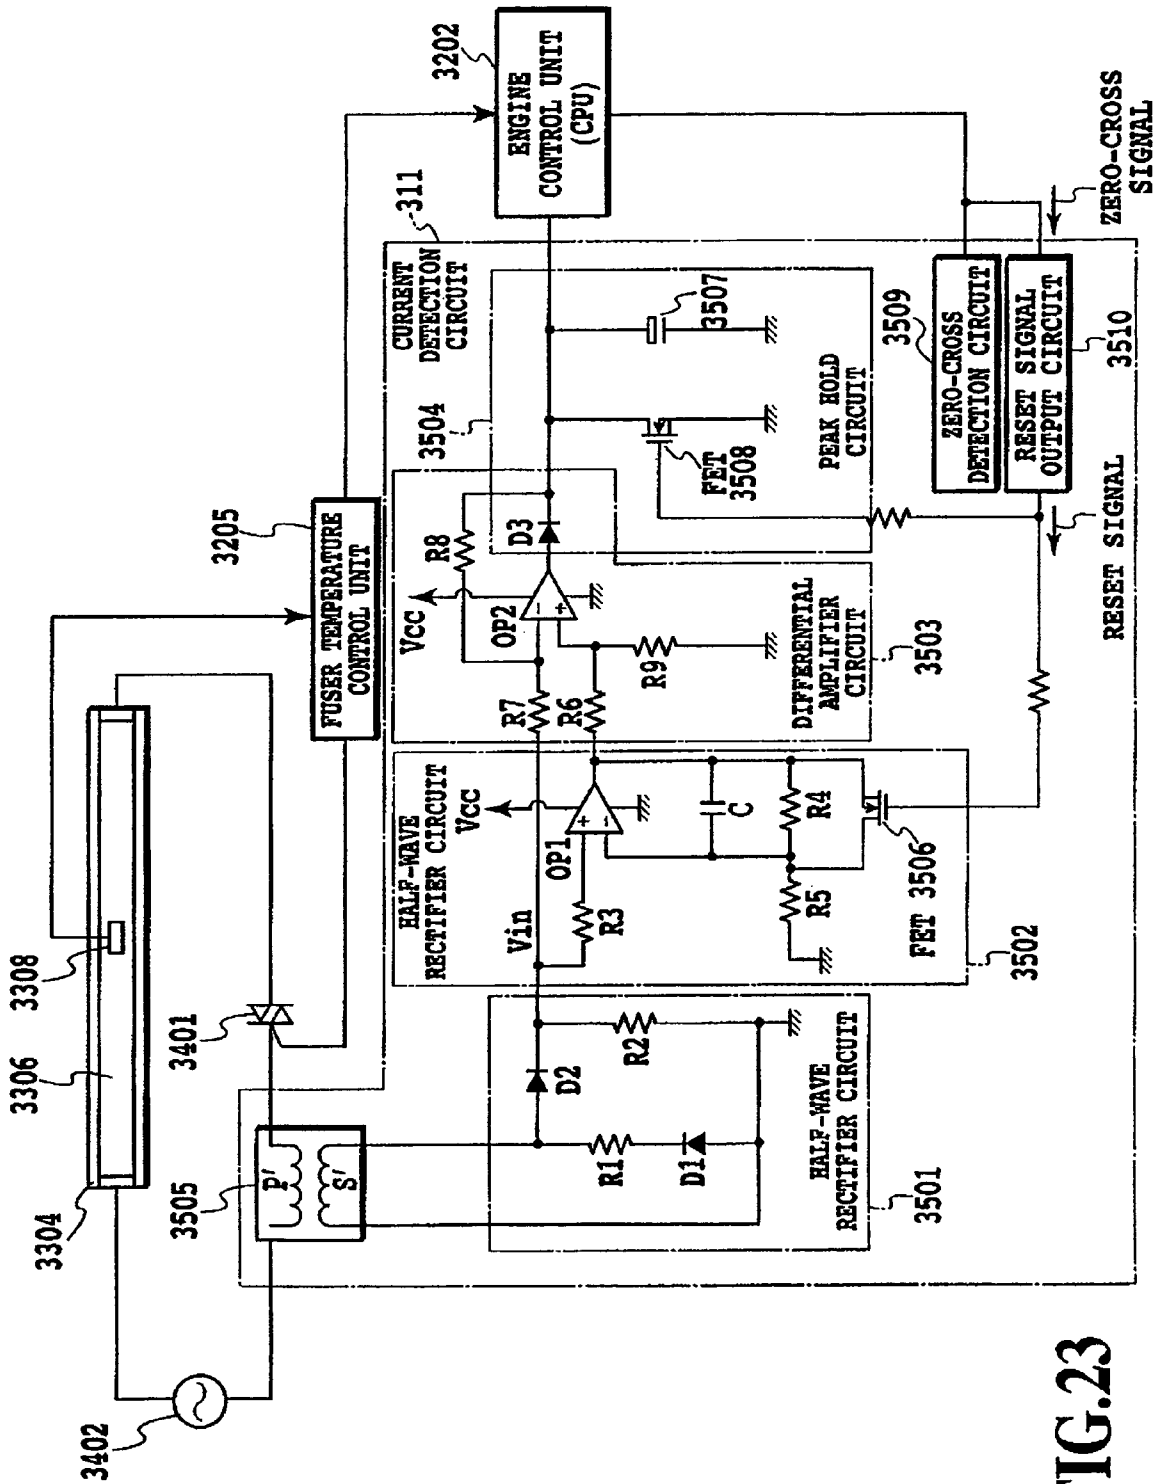 3402
3304
3306
3308
3505
P'
S'
3401
3205
FUSER TEMPERATURE
CONTROL UNIT
3202
ENGINE
CONTROL UNIT
(CPU)
311
CURRENT
DETECTION
CIRCUIT
HALF-WAVE
RECTIFIER CIRCUIT
3501
D2
R1
D1
R2
HALF-WAVE
RECTIFIER CIRCUIT
Vin
R3
OP1
+
-
Vcc
C
R4
R5
FET 3506
3502
Vcc
R7
R6
R8
R9
OP2
-
+
D3
DIFFERENTIAL
AMPLIFIER
CIRCUIT
3503
3504
FET
3508
3507
PEAK HOLD
CIRCUIT
3509
ZERO-CROSS
DETECTION CIRCUIT
RESET SIGNAL
OUTPUT CIRCUIT
3510
RESET SIGNAL
ZERO-CROSS
SIGNAL
IG.23